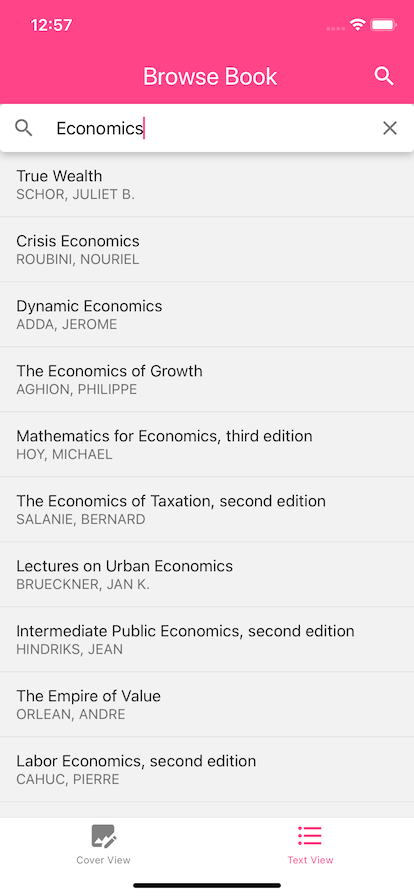 12:57
Browse Book
Economics
True Wealth
SCHOR, JULIET B.
Crisis Economics
ROUBINI, NOURIEL
Dynamic Economics
ADDA, JEROME
The Economics of Growth
AGHION, PHILIPPE
Mathematics for Economics, third edition
HOY, MICHAEL
The Economics of Taxation, second edition
SALANIE, BERNARD
Lectures on Urban Economics
BRUECKNER, JAN K.
Intermediate Public Economics, second edition
HINDRIKS, JEAN
The Empire of Value
ORLEAN, ANDRE
Labor Economics, second edition
CAHUC, PIERRE
Cover View
Text View